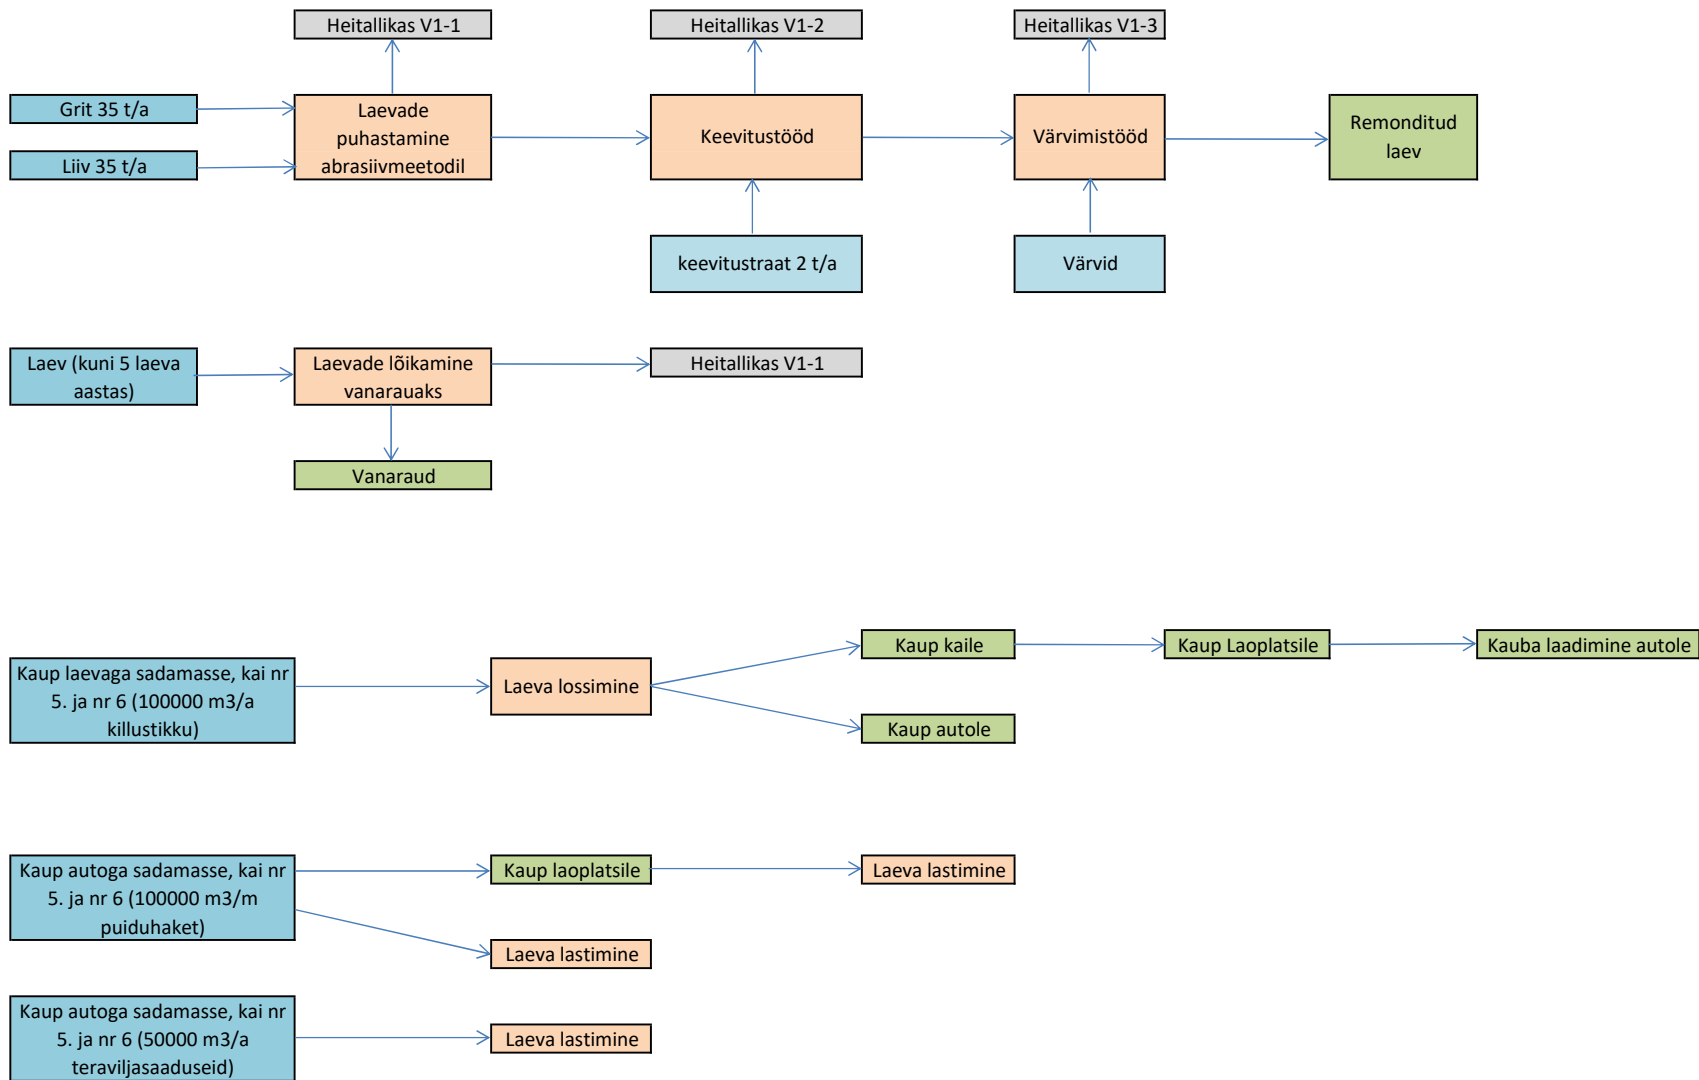 Heitallikas V1-1
Heitallikas V1-2
Heitallikas V1-3
Grit 35 t/a
Liiv 35 t/a
Laevade
puhastamine
abrasiivmeetodil
Keevitustööd
Värvimistööd
Remonditud
laev
keevitustraat 2 t/a
Värvid
Laev (kuni 5 laeva
aastas)
Laevade lõikamine
vanarauaks
Heitallikas V1-1
Vanaraud
Kaup laevaga sadamasse, kai nr
5. ja nr 6 (100000 m3/a
killustikku)
Laeva lossimine
Kaup kaile
Kaup Laoplatsile
Kauba laadimine autole
Kaup autole
Kaup autoga sadamasse, kai nr
5. ja nr 6 (100000 m3/m
puiduhaket)
Kaup laoplatsile
Laeva lastimine
Laeva lastimine
Kaup autoga sadamasse, kai nr
5. ja nr 6 (50000 m3/a
teraviljasaaduseid)
Laeva lastimine